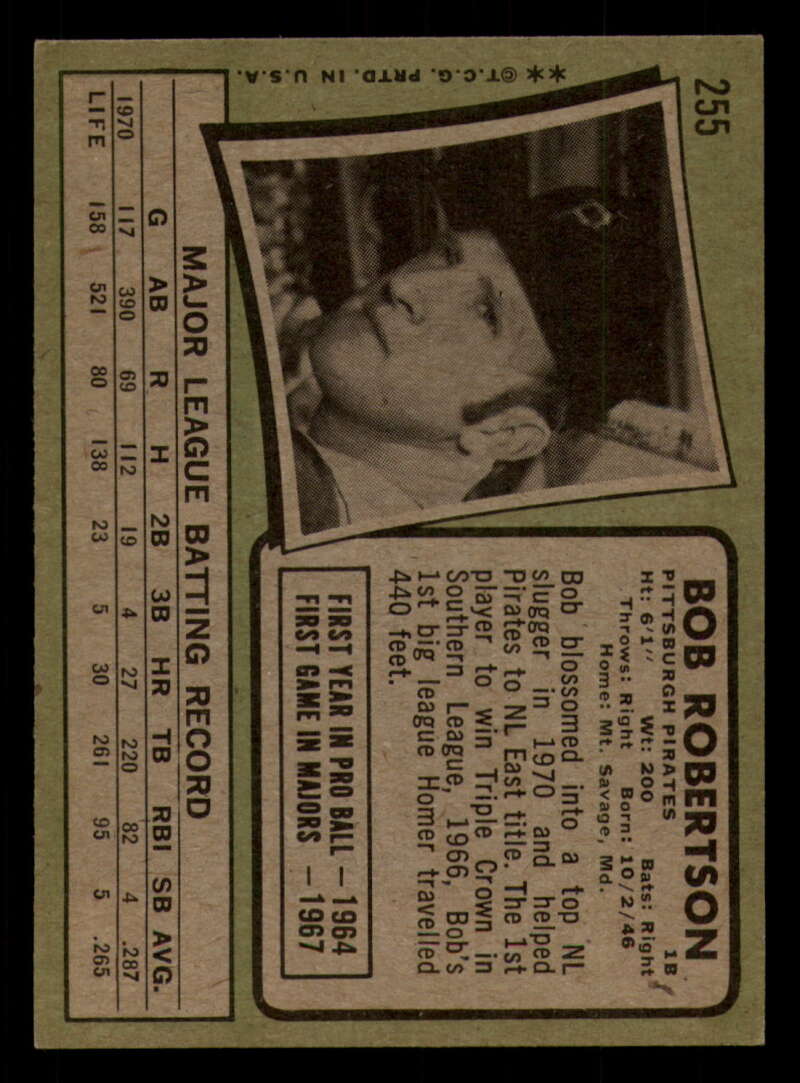 255
**©T.C.G. PRTD. IN U.S.A.
BOB ROBERTSON
PITTSBURGH PIRATES 1B
Ht: 6'1" Wt: 200 Bats: Right
Throws: Right Born: 10/2/46
Home: Mt. Savage, Md.
Bob blossomed into a top NL
slugger in 1970 and helped
Pirates to NL East title. The 1st
player to win Triple Crown in
Southern League, 1966, Bob's
1st big league Homer travelled
440 feet.
FIRST YEAR IN PRO BALL — 1964
FIRST GAME IN MAJORS — 1967
MAJOR LEAGUE BATTING RECORD
G AB R H 2B 3B HR TB RBI SB AVG.
1970 117 390 69 112 19 4 27 220 82 4 .287
LIFE 158 521 80 138 23 5 30 261 95 5 .265